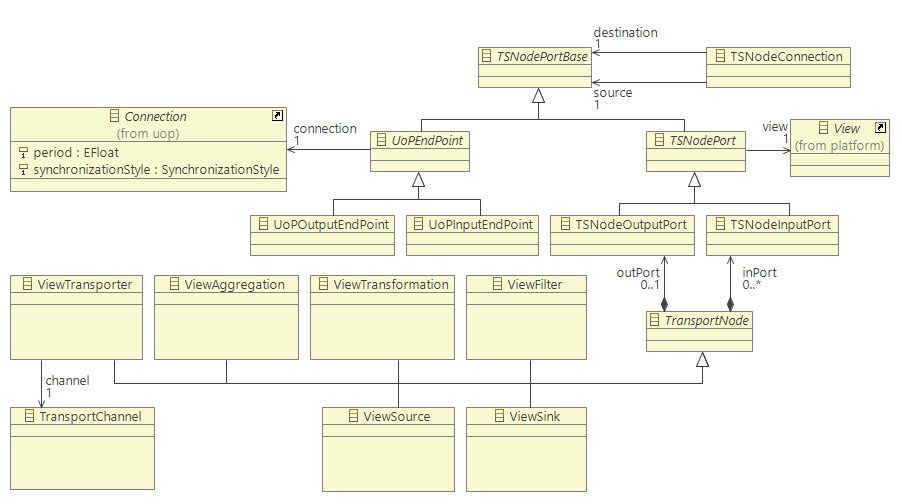 destination
1
TSNodePortBase
TSNodeConnection
source
1
Connection
(from uop)
period : EFloat
synchronizationStyle : SynchronizationStyle
connection
1
UoPEndPoint
TSNodePort
view
1
View
(from platform)
UoPOutputEndPoint
UoPInputEndPoint
TSNodeOutputPort
TSNodeInputPort
outPort
0..1
inPort
0..*
ViewTransporter
ViewAggregation
ViewTransformation
ViewFilter
TransportNode
channel
1
TransportChannel
ViewSource
ViewSink